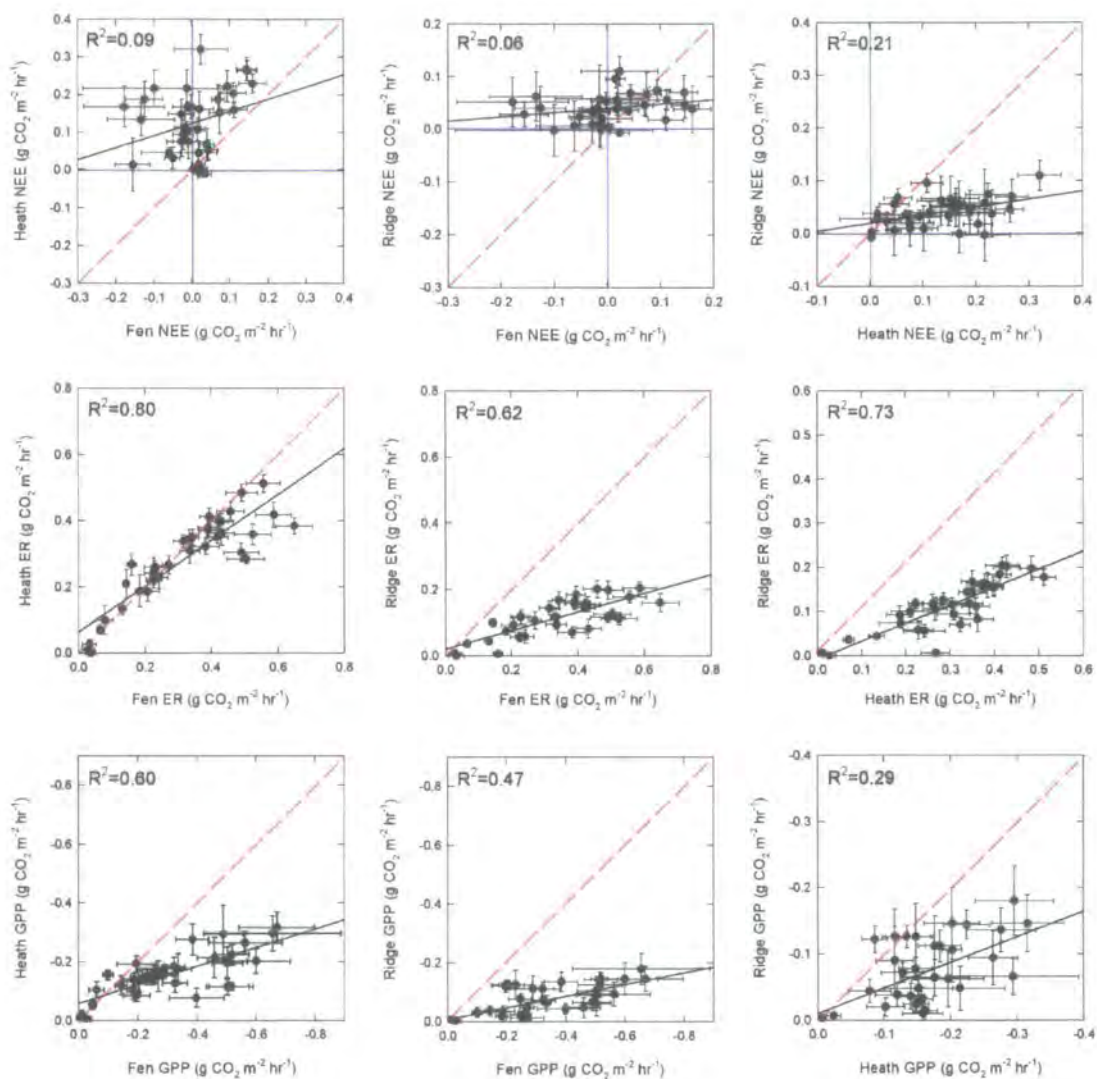 R²=0.09
0.4
0.3
0.2
0.1
0.0
-0.1
-0.2
-0.3
Heath NEE (g CO₂ m⁻² hr⁻¹)
-0.3 -0.2 -0.1 0.0 0.1 0.2 0.3 0.4
Fen NEE (g CO₂ m⁻² hr⁻¹)
R²=0.06
0.2
0.1
0.0
-0.1
-0.2
-0.3
Ridge NEE (g CO₂ m⁻² hr⁻¹)
-0.3 -0.2 -0.1 0.0 0.1 0.2
Fen NEE (g CO₂ m⁻² hr⁻¹)
R²=0.21
0.4
0.3
0.2
0.1
0.0
-0.1
Ridge NEE (g CO₂ m⁻² hr⁻¹)
-0.1 0.0 0.1 0.2 0.3 0.4
Heath NEE (g CO₂ m⁻² hr⁻¹)
R²=0.80
0.8
0.6
0.4
0.2
0.0
Heath ER (g CO₂ m⁻² hr⁻¹)
0.0 0.2 0.4 0.6 0.8
Fen ER (g CO₂ m⁻² hr⁻¹)
R²=0.62
0.8
0.6
0.4
0.2
0.0
Ridge ER (g CO₂ m⁻² hr⁻¹)
0.0 0.2 0.4 0.6 0.8
Fen ER (g CO₂ m⁻² hr⁻¹)
R²=0.73
0.6
0.5
0.4
0.3
0.2
0.1
0.0
Ridge ER (g CO₂ m⁻² hr⁻¹)
0.0 0.1 0.2 0.3 0.4 0.5 0.6
Heath ER (g CO₂ m⁻² hr⁻¹)
R²=0.60
-0.8
-0.6
-0.4
-0.2
0.0
Heath GPP (g CO₂ m⁻² hr⁻¹)
0.0 -0.2 -0.4 -0.6 -0.8
Fen GPP (g CO₂ m⁻² hr⁻¹)
R²=0.47
-0.8
-0.6
-0.4
-0.2
0.0
Ridge GPP (g CO₂ m⁻² hr⁻¹)
0.0 -0.2 -0.4 -0.6 -0.8
Fen GPP (g CO₂ m⁻² hr⁻¹)
R²=0.29
-0.4
-0.3
-0.2
-0.1
0.0
Ridge GPP (g CO₂ m⁻² hr⁻¹)
0.0 -0.1 -0.2 -0.3 -0.4
Heath GPP (g CO₂ m⁻² hr⁻¹)